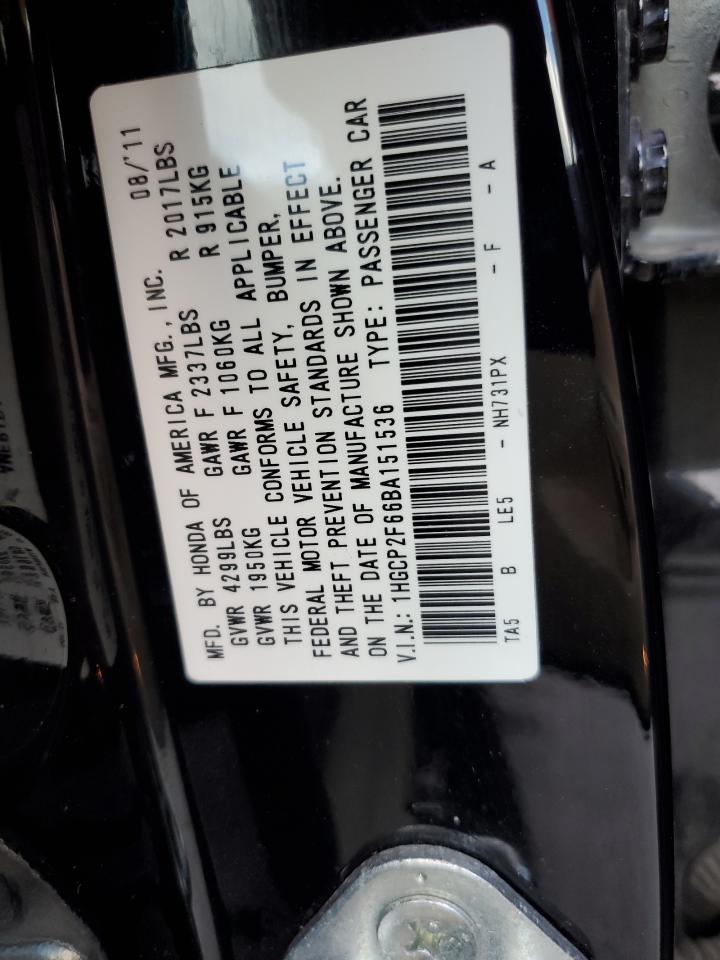 MFD. BY HONDA OF AMERICA MFG., INC. 08/'11
GVWR 4299LBS GAWR F 2337LBS R 2017LBS
GVWR 1950KG GAWR F 1060KG R 915KG
THIS VEHICLE CONFORMS TO ALL APPLICABLE
FEDERAL MOTOR VEHICLE SAFETY, BUMPER,
AND THEFT PREVENTION STANDARDS IN EFFECT
ON THE DATE OF MANUFACTURE SHOWN ABOVE.
V.I.N.: 1HGCP2F66BA151536 TYPE: PASSENGER CAR
TA5 B LE5 - NH731PX - F - A